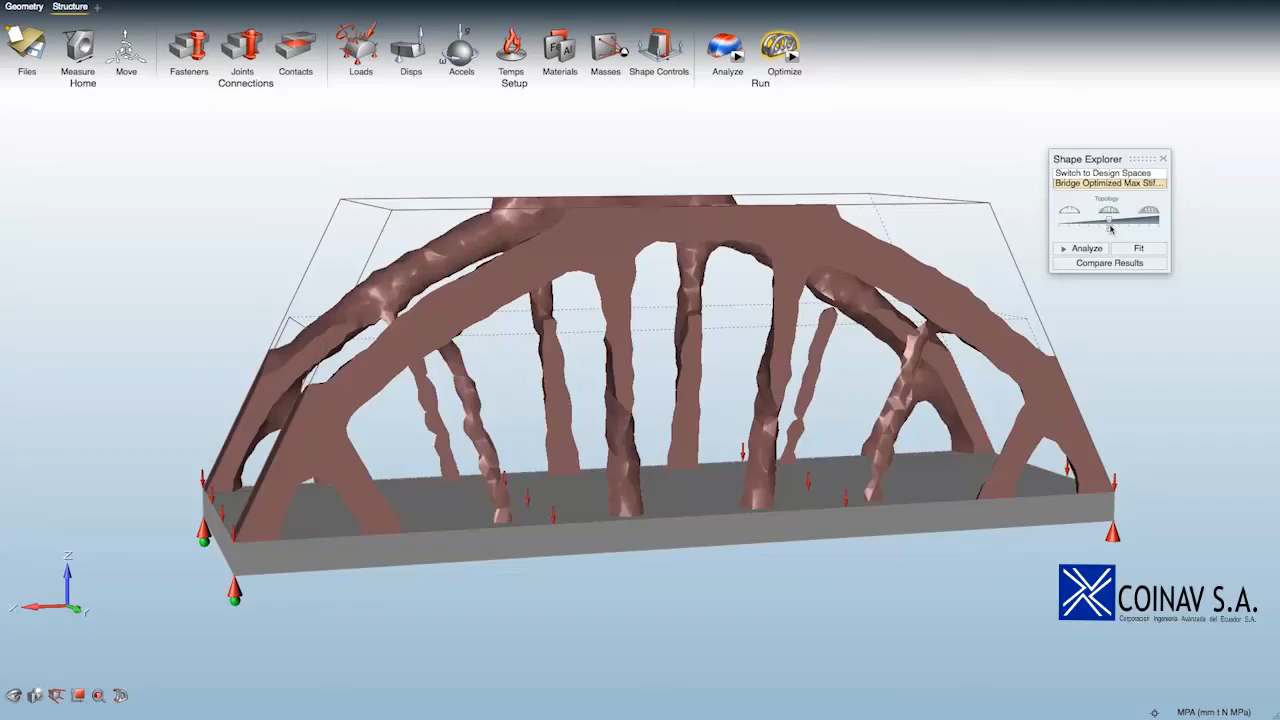 Geometry Structure +
Files Measure Move Fasteners Joints Contacts Loads Disps Accels Temps Materials Masses Shape Controls Analyze Optimize
Home Connections Setup Run
Shape Explorer
Switch to Design Spaces
Bridge Optimized Max Stif...
Topology
Analyze Fit
Compare Results
Z
X Y
COINAV S.A.
Corporacion Ingenieria Avanzada del Ecuador S.A.
MPA (mm t N MPa)